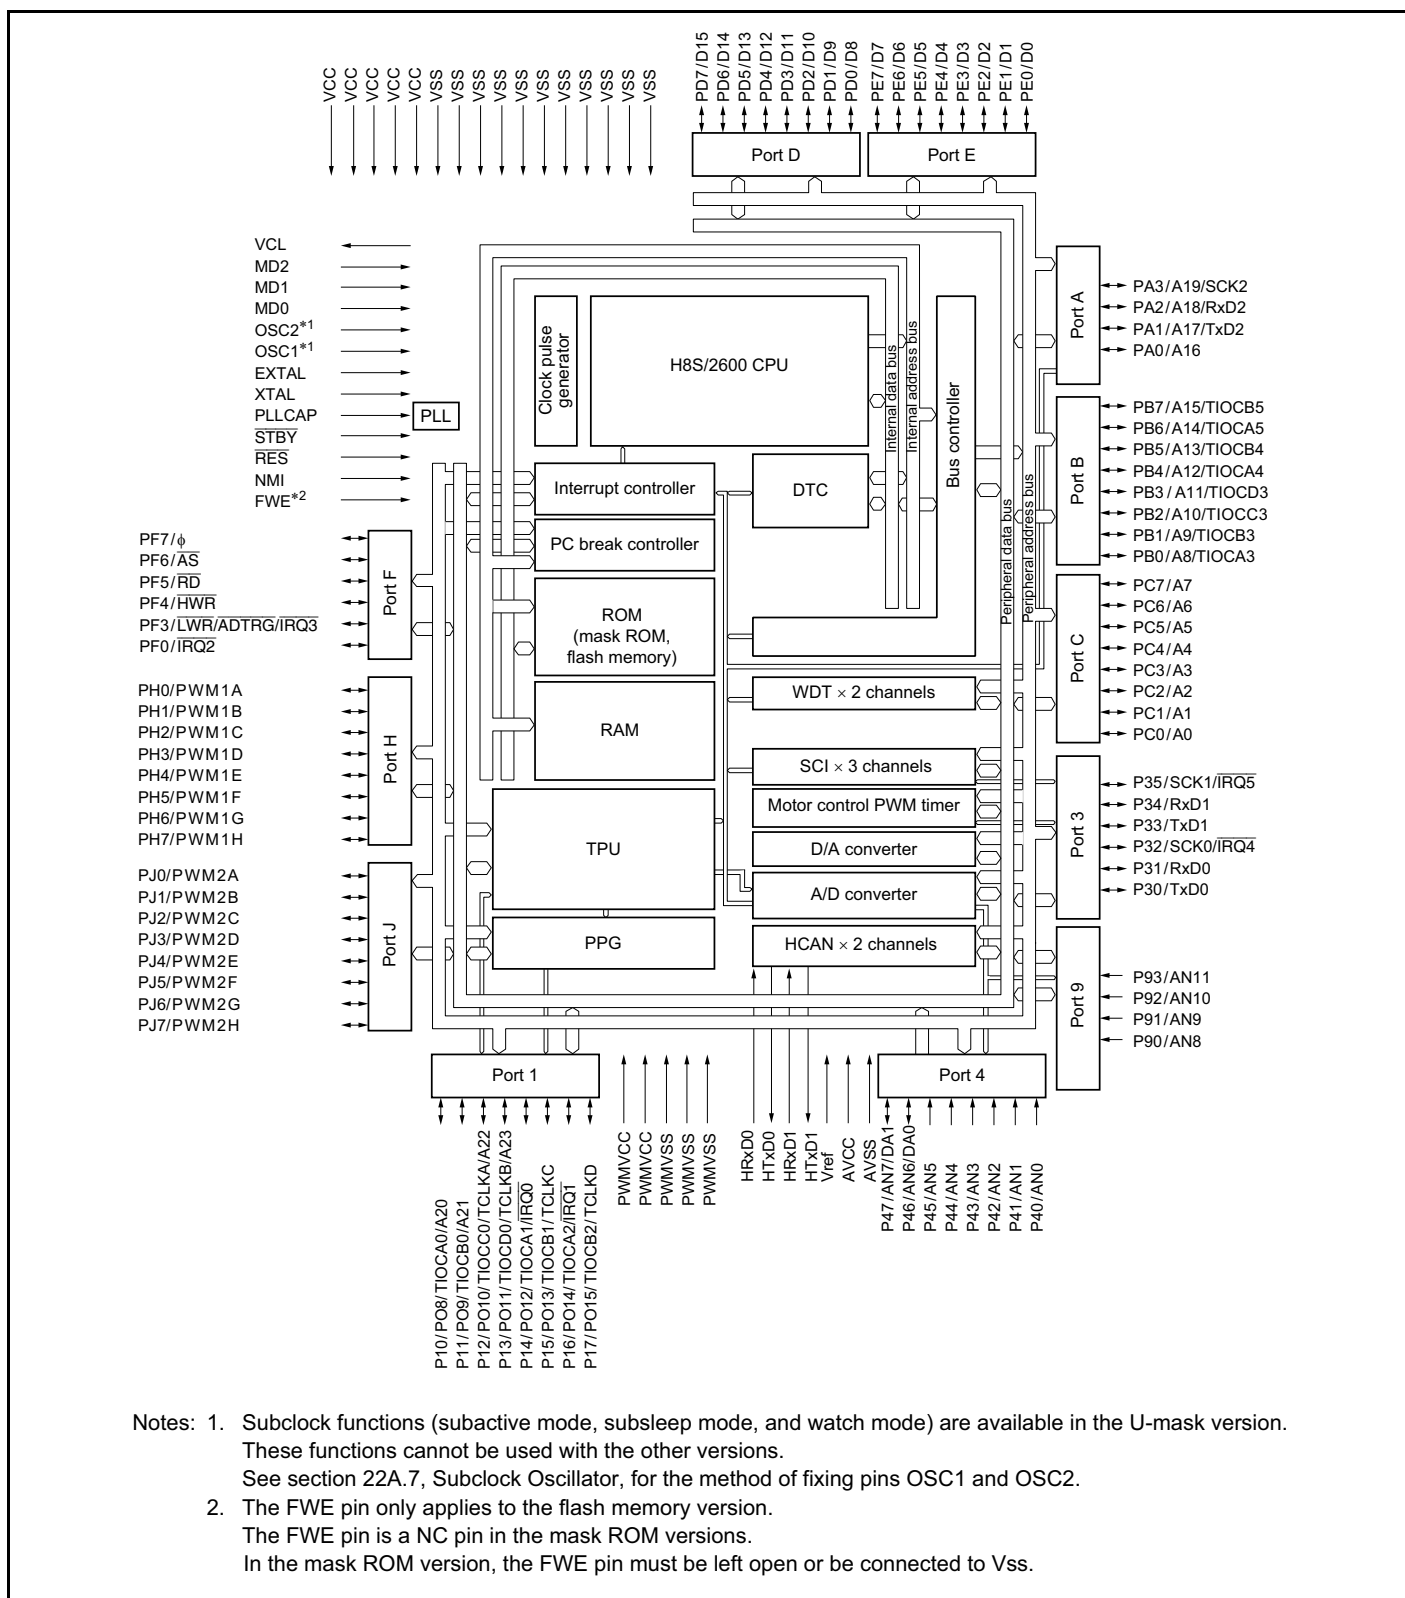 VCC
VCC
VCC
VCC
VCC
VSS
VSS
VSS
VSS
VSS
VSS
VSS
VSS
VSS
VSS
VSS
PD7/D15
PD6/D14
PD5/D13
PD4/D12
PD3/D11
PD2/D10
PD1/D9
PD0/D8
PE7/D7
PE6/D6
PE5/D5
PE4/D4
PE3/D3
PE2/D2
PE1/D1
PE0/D0
Port D
Port E
VCL
MD2
MD1
MD0
OSC2*1
OSC1*1
EXTAL
XTAL
PLLCAP
STBY
RES
NMI
FWE*2
PLL
Clock pulse
generator
H8S/2600 CPU
Internal data bus
Internal address bus
Bus controller
Peripheral data bus
Peripheral address bus
Interrupt controller
DTC
PC break controller
ROM
(mask ROM,
flash memory)
RAM
TPU
PPG
WDT × 2 channels
SCI × 3 channels
Motor control PWM timer
D/A converter
A/D converter
HCAN × 2 channels
Port A
PA3/A19/SCK2
PA2/A18/RxD2
PA1/A17/TxD2
PA0/A16
Port B
PB7/A15/TIOCB5
PB6/A14/TIOCA5
PB5/A13/TIOCB4
PB4/A12/TIOCA4
PB3/A11/TIOCD3
PB2/A10/TIOCC3
PB1/A9/TIOCB3
PB0/A8/TIOCA3
Port C
PC7/A7
PC6/A6
PC5/A5
PC4/A4
PC3/A3
PC2/A2
PC1/A1
PC0/A0
Port 3
P35/SCK1/IRQ5
P34/RxD1
P33/TxD1
P32/SCK0/IRQ4
P31/RxD0
P30/TxD0
Port 9
P93/AN11
P92/AN10
P91/AN9
P90/AN8
PF7/ϕ
PF6/AS
PF5/RD
PF4/HWR
PF3/LWR/ADTRG/IRQ3
PF0/IRQ2
Port F
PH0/PWM1A
PH1/PWM1B
PH2/PWM1C
PH3/PWM1D
PH4/PWM1E
PH5/PWM1F
PH6/PWM1G
PH7/PWM1H
Port H
PJ0/PWM2A
PJ1/PWM2B
PJ2/PWM2C
PJ3/PWM2D
PJ4/PWM2E
PJ5/PWM2F
PJ6/PWM2G
PJ7/PWM2H
Port J
Port 1
Port 4
P10/PO8/TIOCA0/A20
P11/PO9/TIOCB0/A21
P12/PO10/TIOCC0/TCLKA/A22
P13/PO11/TIOCD0/TCLKB/A23
P14/PO12/TIOCA1/IRQ0
P15/PO13/TIOCB1/TCLKC
P16/PO14/TIOCA2/IRQ1
P17/PO15/TIOCB2/TCLKD
PWMVCC
PWMVCC
PWMVSS
PWMVSS
PWMVSS
HRxD0
HTxD0
HRxD1
HTxD1
Vref
AVCC
AVSS
P47/AN7/DA1
P46/AN6/DA0
P45/AN5
P44/AN4
P43/AN3
P42/AN2
P41/AN1
P40/AN0
Notes: 1. Subclock functions (subactive mode, subsleep mode, and watch mode) are available in the U-mask version.
These functions cannot be used with the other versions.
See section 22A.7, Subclock Oscillator, for the method of fixing pins OSC1 and OSC2.
2. The FWE pin only applies to the flash memory version.
The FWE pin is a NC pin in the mask ROM versions.
In the mask ROM version, the FWE pin must be left open or be connected to Vss.